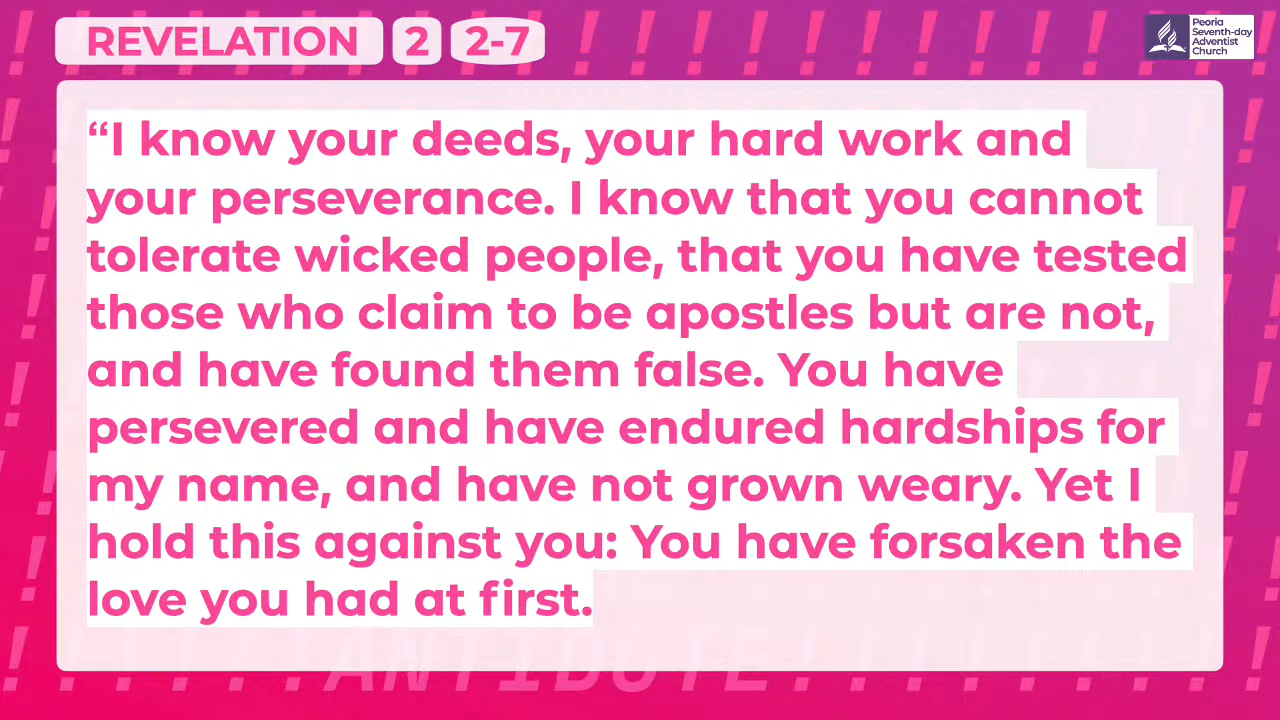 REVELATION 2 2-7
Peoria
Seventh-day
Adventist
Church
“I know your deeds, your hard work and
your perseverance. I know that you cannot
tolerate wicked people, that you have tested
those who claim to be apostles but are not,
and have found them false. You have
persevered and have endured hardships for
my name, and have not grown weary. Yet I
hold this against you: You have forsaken the
love you had at first.
ANTIDOTE